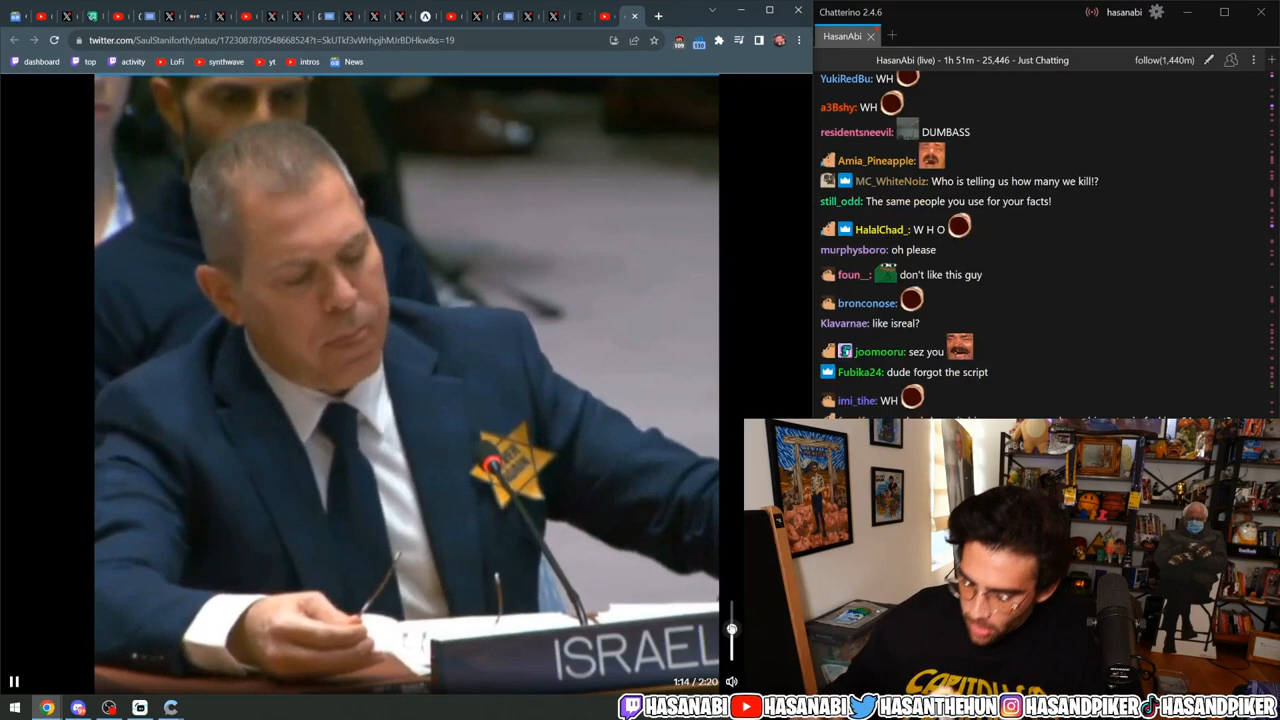 Chatterino 2.4.6
hasanabi
twitter.com/SaulStaniforth/status/1723087870548668524?t=SkUTkf3vWrhpjhMJrBDHkw&s=19
HasanAbi
dashboard
top
activity
LoFi
synthwave
yt
intros
News
HasanAbi (live) - 1h 51m - 25,446 - Just Chatting
follow(1,440m)
YukiRedBu: WH
a3Bshy: WH
residentsneevil: DUMBASS
Amia_Pineapple:
MC_WhiteNoiz: Who is telling us how many we kill!?
still_odd: The same people you use for your facts!
HalalChad_: W H O
murphysboro: oh please
foun__: don't like this guy
bronconose:
Klavarnae: like isreal?
joomooru: sez you
Fubika24: dude forgot the script
imi_tihe: WH
ISRAEL
1:14 / 2:20
HASANABI
HASANABI
HASANTHEHUN
HASANDPIKER
HASANDPIKER